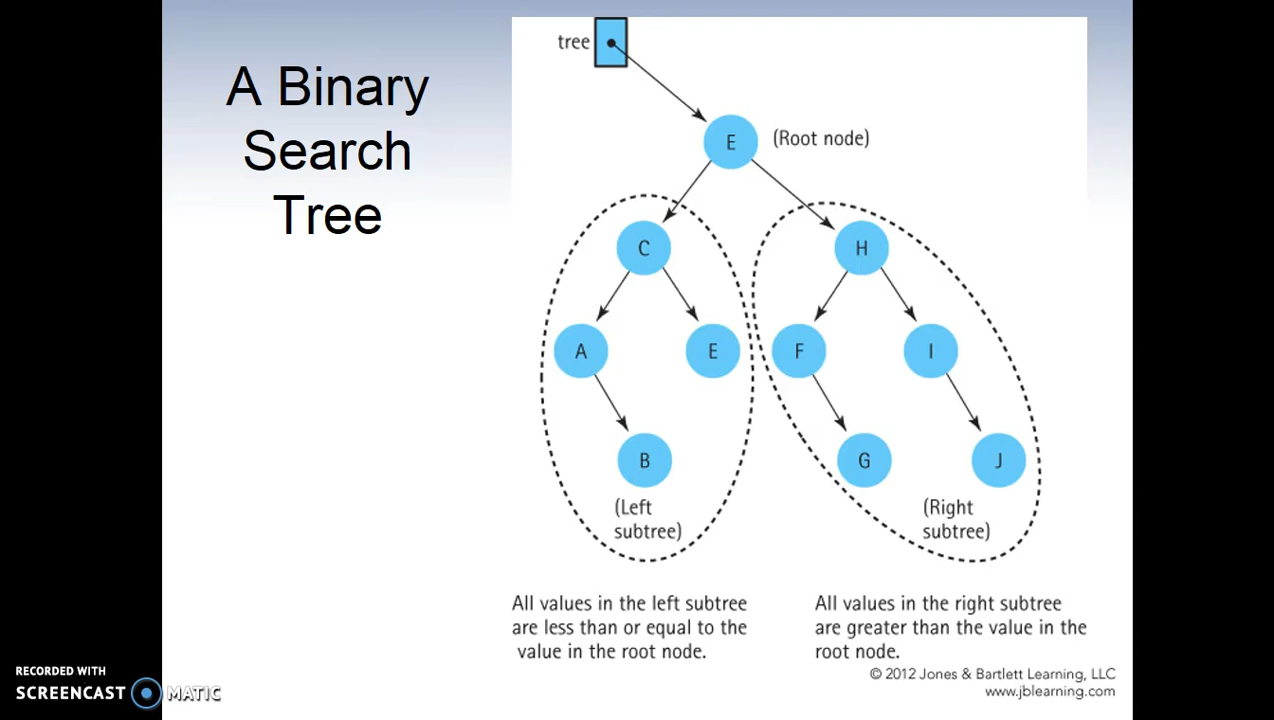 A Binary
Search
Tree
tree
E
(Root node)
C
H
A
E
F
I
B
G
J
(Left
subtree)
(Right
subtree)
All values in the left subtree
are less than or equal to the
value in the root node.
All values in the right subtree
are greater than the value in the
root node.
© 2012 Jones & Bartlett Learning, LLC
www.jblearning.com
RECORDED WITH
SCREENCAST MATIC